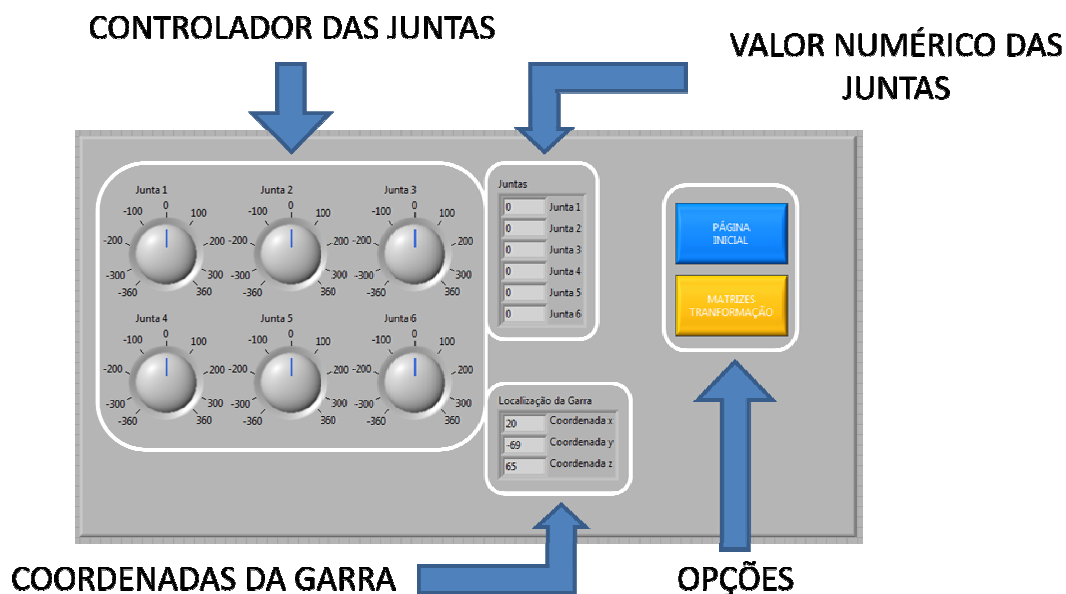 CONTROLADOR DAS JUNTAS
VALOR NUMÉRICO DAS
JUNTAS
Junta 1
-100 0 100
-200 200
-300 300
-360 360
Junta 2
-100 0 100
-200 200
-300 300
-360 360
Junta 3
-100 0 100
-200 200
-300 300
-360 360
Junta 4
-100 0 100
-200 200
-300 300
-360 360
Junta 5
-100 0 100
-200 200
-300 300
-360 360
Junta 6
-100 0 100
-200 200
-300 300
-360 360
Juntas
0 Junta 1
0 Junta 2
0 Junta 3
0 Junta 4
0 Junta 5
0 Junta 6
Localização da Garra
20 Coordenada x
-69 Coordenada y
65 Coordenada z
PÁGINA
INICIAL
MATRIZES
TRANFORMAÇÃO
COORDENADAS DA GARRA
OPÇÕES